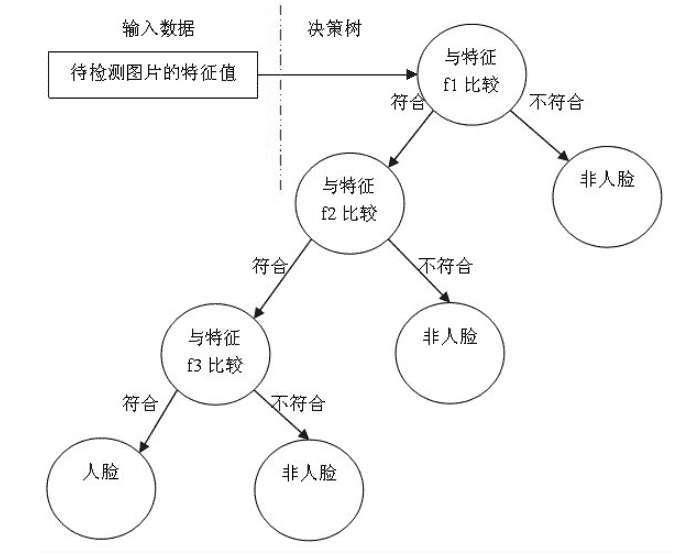 输入数据
决策树
待检测图片的特征值
与特征
f1 比较
符合
不符合
非人脸
与特征
f2 比较
符合
不符合
非人脸
与特征
f3 比较
符合
不符合
人脸
非人脸